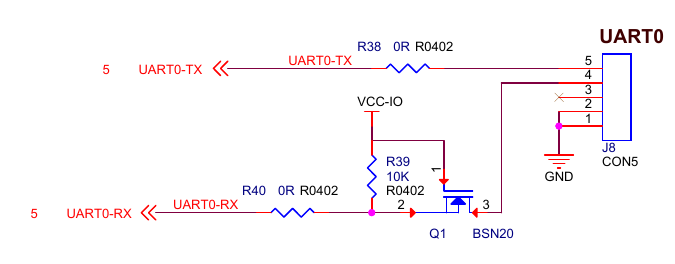 UART0
R38 0R R0402
5 UART0-TX UART0-TX
5
4
3
2
1
J8
CON5
GND
VCC-IO
R39
10K
R0402
1
R40 0R R0402
5 UART0-RX UART0-RX
2
3
Q1 BSN20